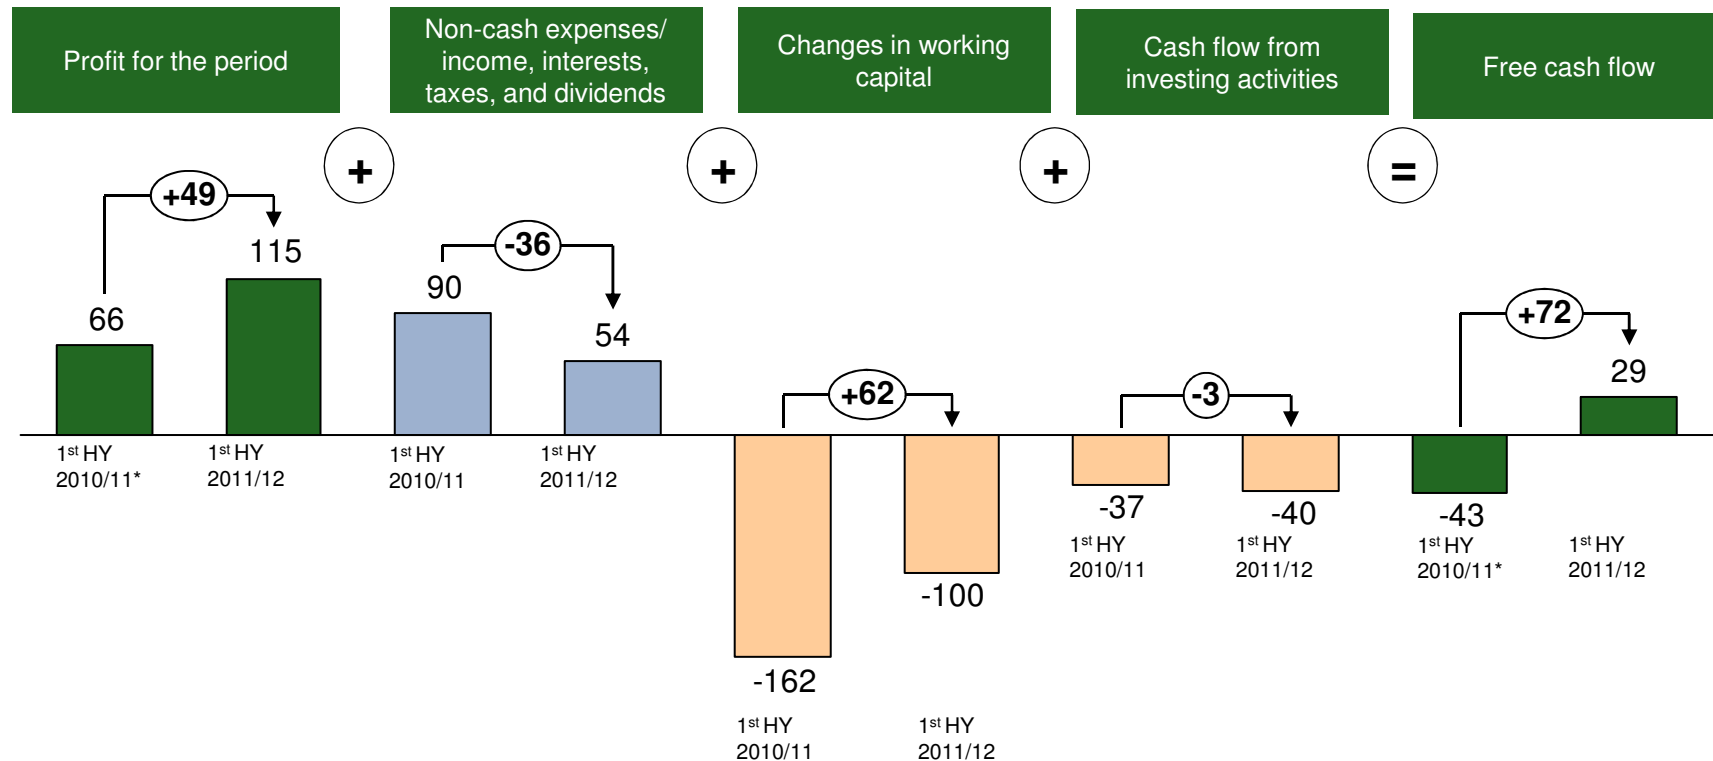 Profit for the period
Non-cash expenses/
income, interests,
taxes, and dividends
Changes in working
capital
Cash flow from
investing activities
Free cash flow
+
+
+
=
+49
66
115
1st HY
2010/11*
1st HY
2011/12
-36
90
54
1st HY
2010/11
1st HY
2011/12
+62
-162
-100
1st HY
2010/11
1st HY
2011/12
-3
-37
-40
1st HY
2010/11
1st HY
2011/12
+72
-43
29
1st HY
2010/11*
1st HY
2011/12